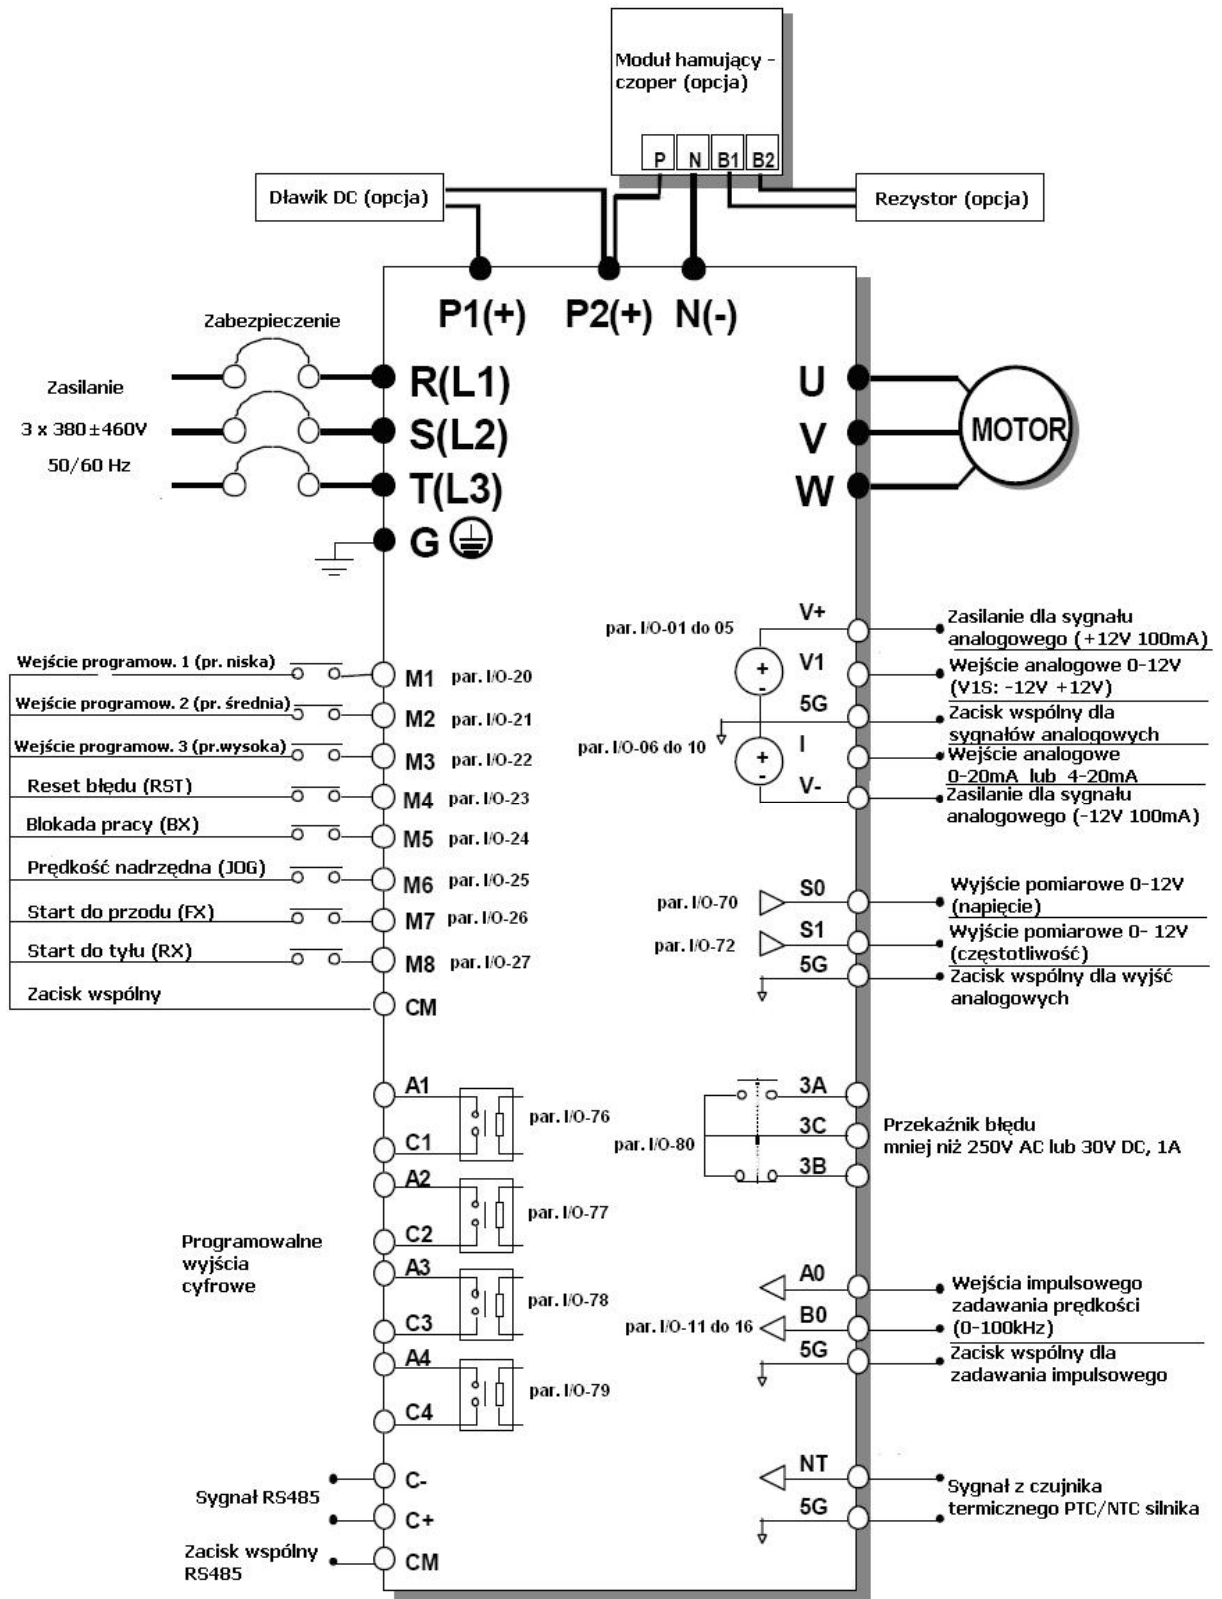 Moduł hamujący -
czoper (opcja)
P N B1 B2
Dławik DC (opcja)
Rezystor (opcja)
P1(+) P2(+) N(-)
Zabezpieczenie
Zasilanie
3 x 380±460V
50/60 Hz
R(L1)
S(L2)
T(L3)
G
U
V
W
MOTOR
Wejście programow. 1 (pr. niska)
M1 par. I/O-20
Wejście programow. 2 (pr. średnia)
M2 par. I/O-21
Wejście programow. 3 (pr.wysoka)
M3 par. I/O-22
Reset błędu (RST)
M4 par. I/O-23
Blokada pracy (BX)
M5 par. I/O-24
Prędkość nadrzędna (JOG)
M6 par. I/O-25
Start do przodu (FX)
M7 par. I/O-26
Start do tyłu (RX)
M8 par. I/O-27
Zacisk wspólny
CM
par. I/O-01 do 05
+
-
V+
Zasilanie dla sygnału
analogowego (+12V 100mA)
V1
Wejście analogowe 0-12V
(V1S: -12V +12V)
5G
Zacisk wspólny dla
sygnałów analogowych
par. I/O-06 do 10
+
-
I
Wejście analogowe
0-20mA lub 4-20mA
V-
Zasilanie dla sygnału
analogowego (-12V 100mA)
par. I/O-70
S0
Wyjście pomiarowe 0-12V
(napięcie)
par. I/O-72
S1
Wyjście pomiarowe 0- 12V
(częstotliwość)
5G
Zacisk wspólny dla wyjść
analogowych
Programowalne
wyjścia
cyfrowe
A1
C1
par. I/O-76
A2
C2
par. I/O-77
A3
C3
par. I/O-78
A4
C4
par. I/O-79
par. I/O-80
3A
3C
3B
Przekaźnik błędu
mniej niż 250V AC lub 30V DC, 1A
par. I/O-11 do 16
A0
B0
Wejścia impulsowego
zadawania prędkości
(0-100kHz)
5G
Zacisk wspólny dla
zadawania impulsowego
Sygnał RS485
C-
C+
Zacisk wspólny
RS485
CM
NT
5G
Sygnał z czujnika
termicznego PTC/NTC silnika